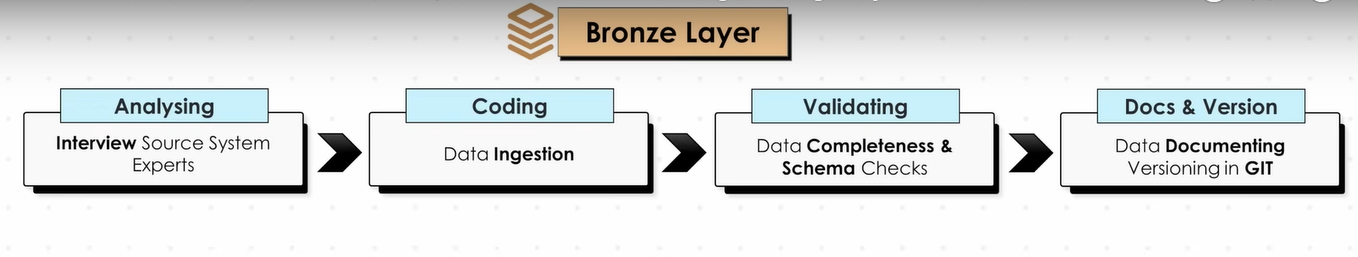 Bronze Layer
Analysing
Interview Source System
Experts
Coding
Data Ingestion
Validating
Data Completeness &
Schema Checks
Docs & Version
Data Documenting
Versioning in GIT